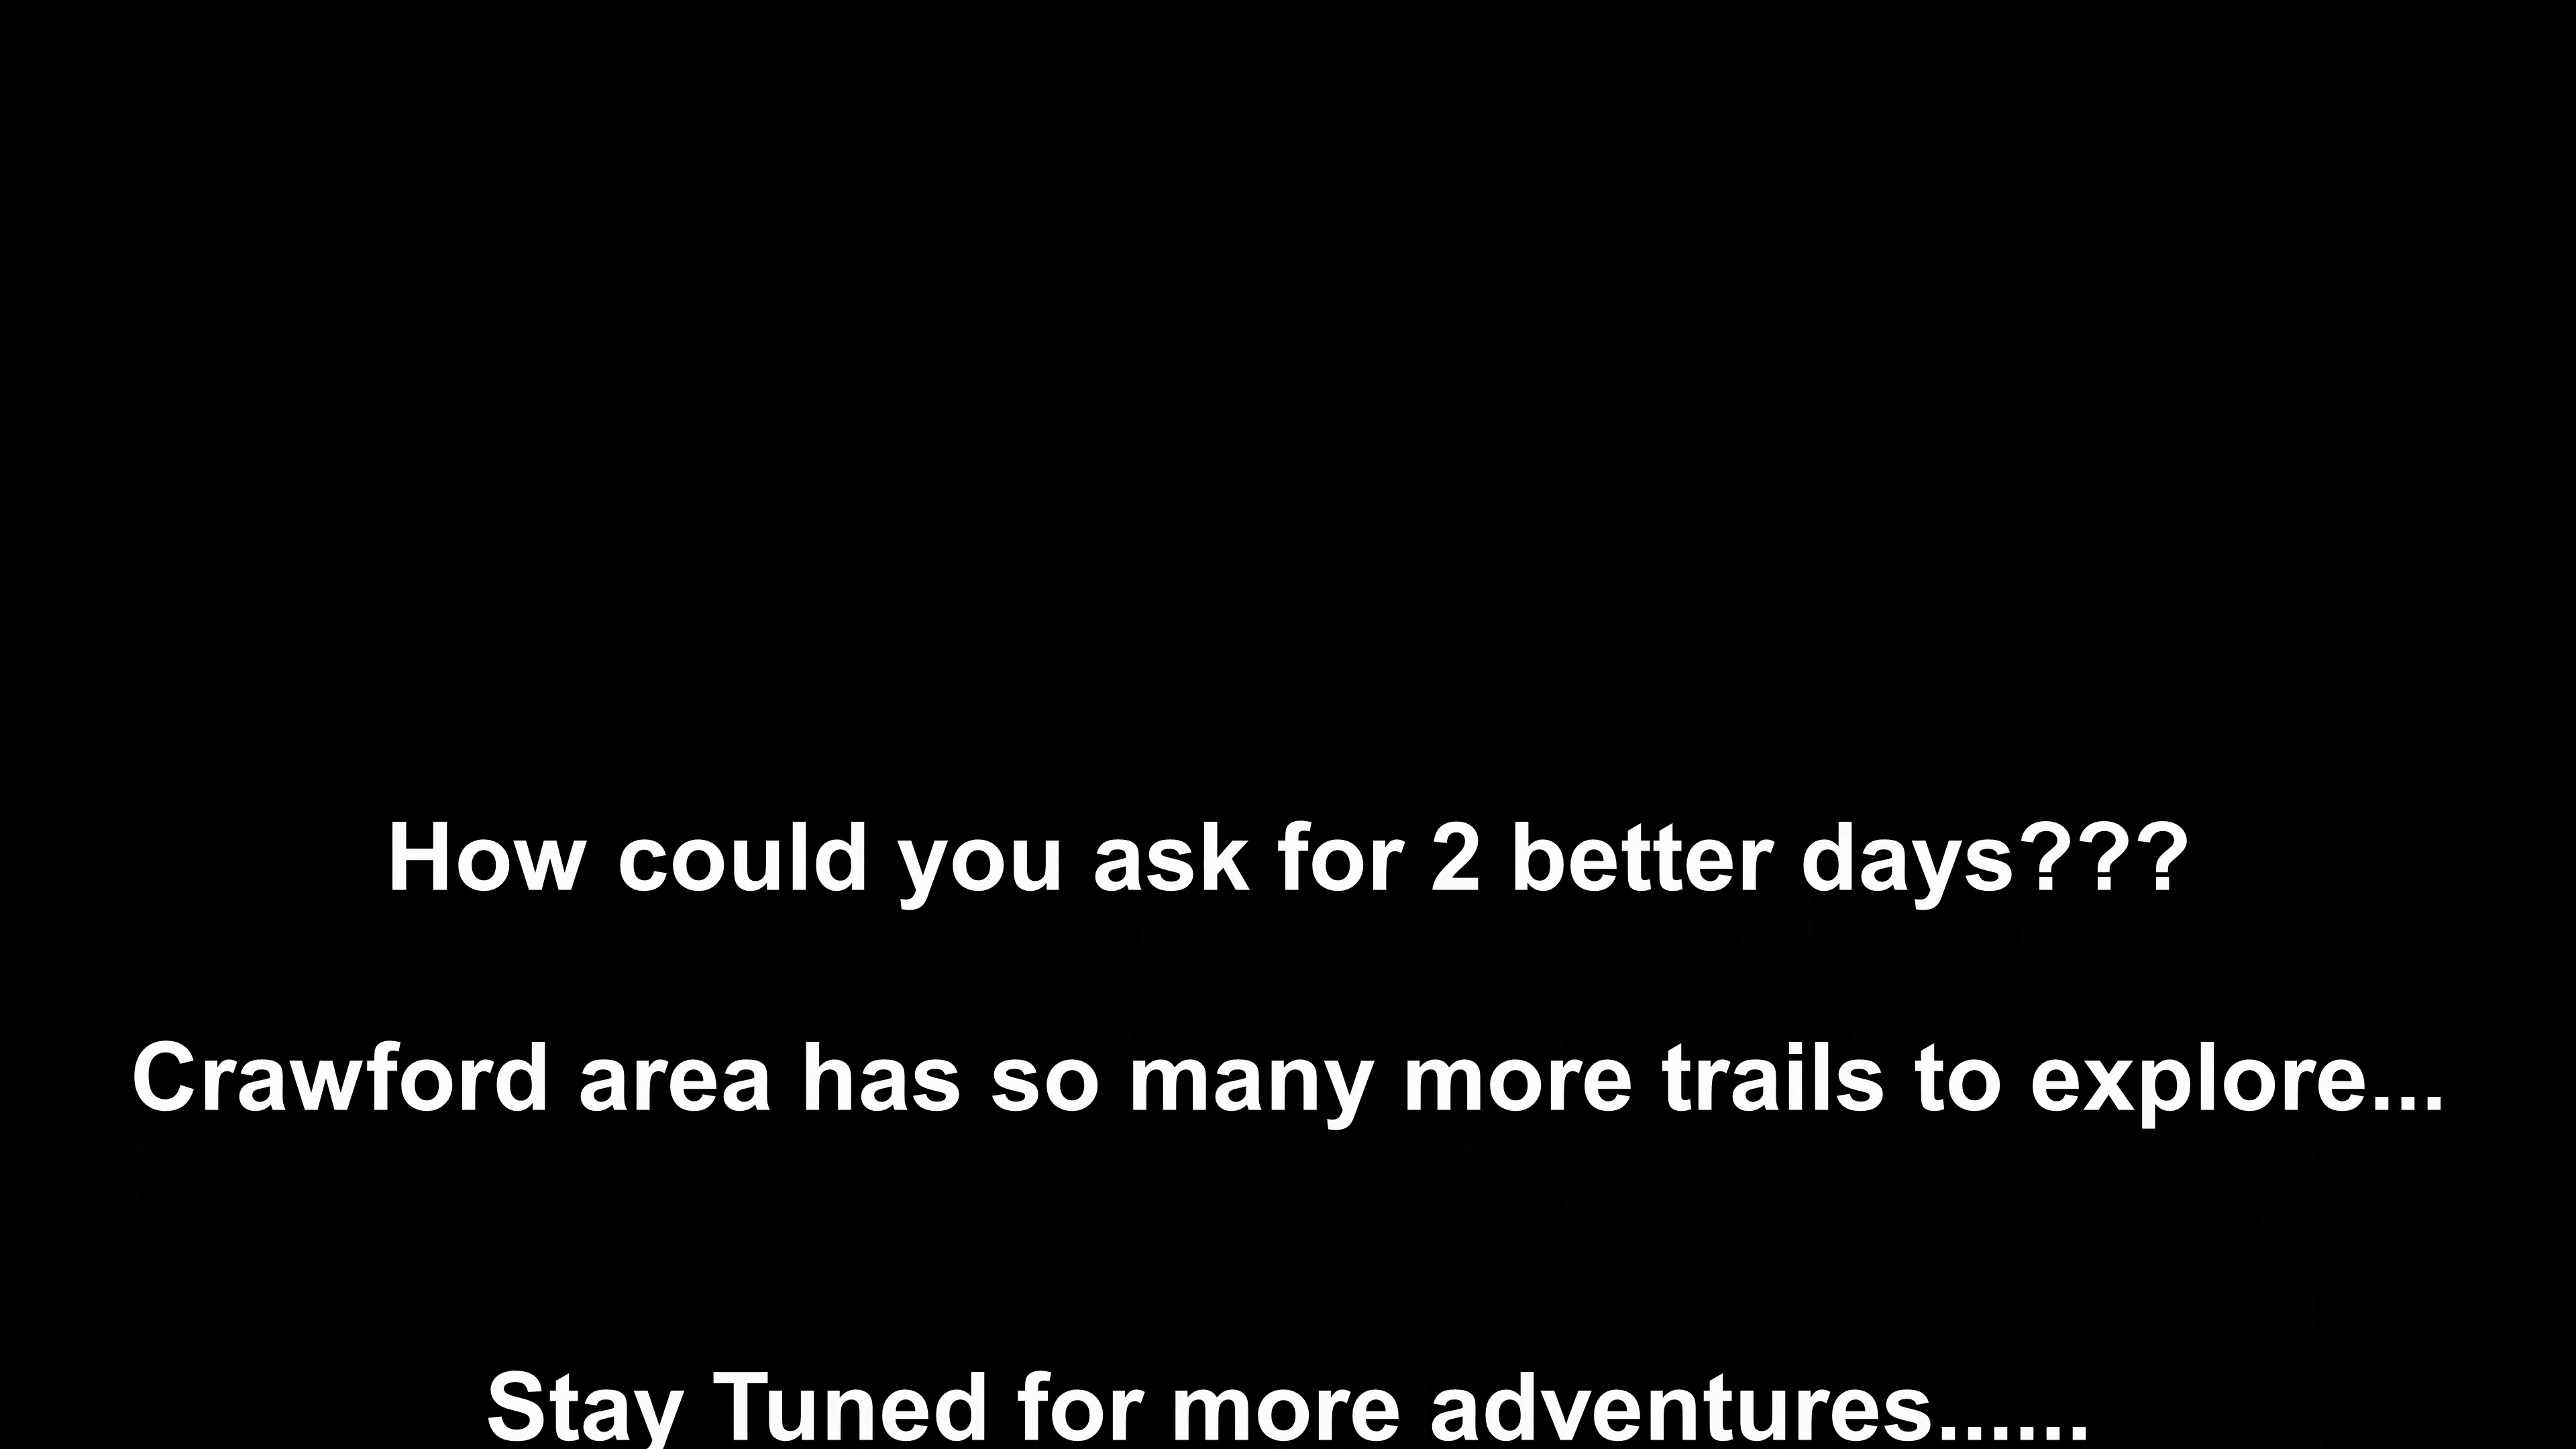 How could you ask for 2 better days???
Crawford area has so many more trails to explore...
Stay Tuned for more adventures......